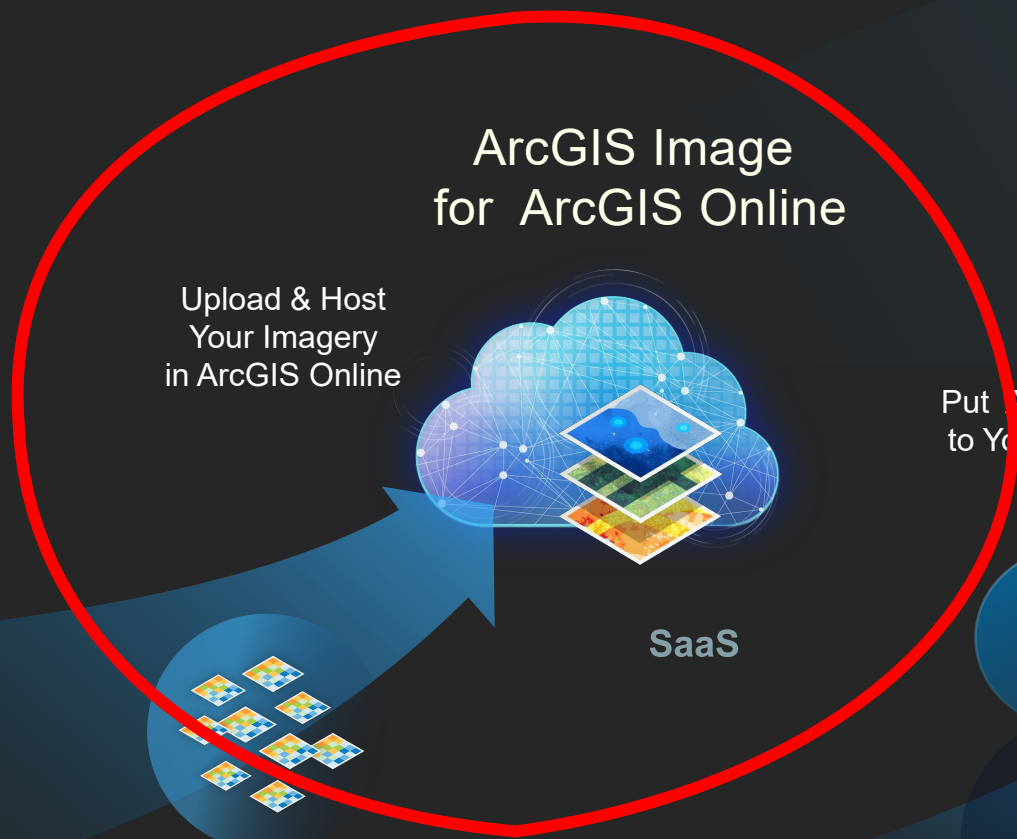 ArcGIS Image
for ArcGIS Online
Upload & Host
Your Imagery
in ArcGIS Online
Put
to
SaaS